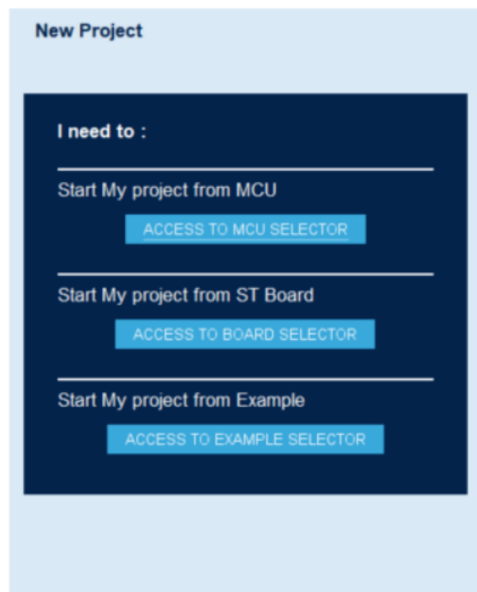 New Project
I need to :
Start My project from MCU
ACCESS TO MCU SELECTOR
Start My project from ST Board
ACCESS TO BOARD SELECTOR
Start My project from Example
ACCESS TO EXAMPLE SELECTOR